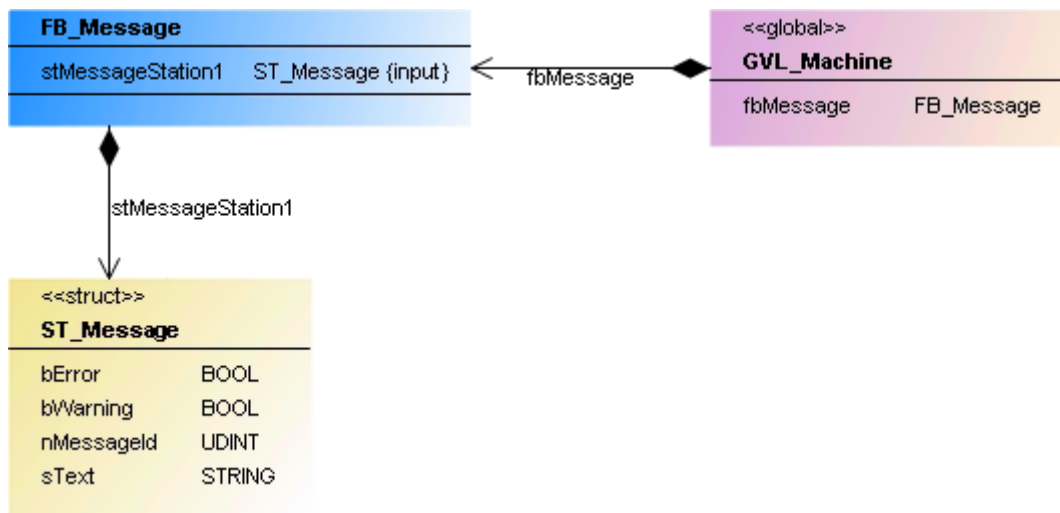 FB_Message
stMessageStation1 ST_Message {input}
fbMessage
<<global>>
GVL_Machine
fbMessage FB_Message
stMessageStation1
<<struct>>
ST_Message
bError BOOL
bWarning BOOL
nMessageId UDINT
sText STRING